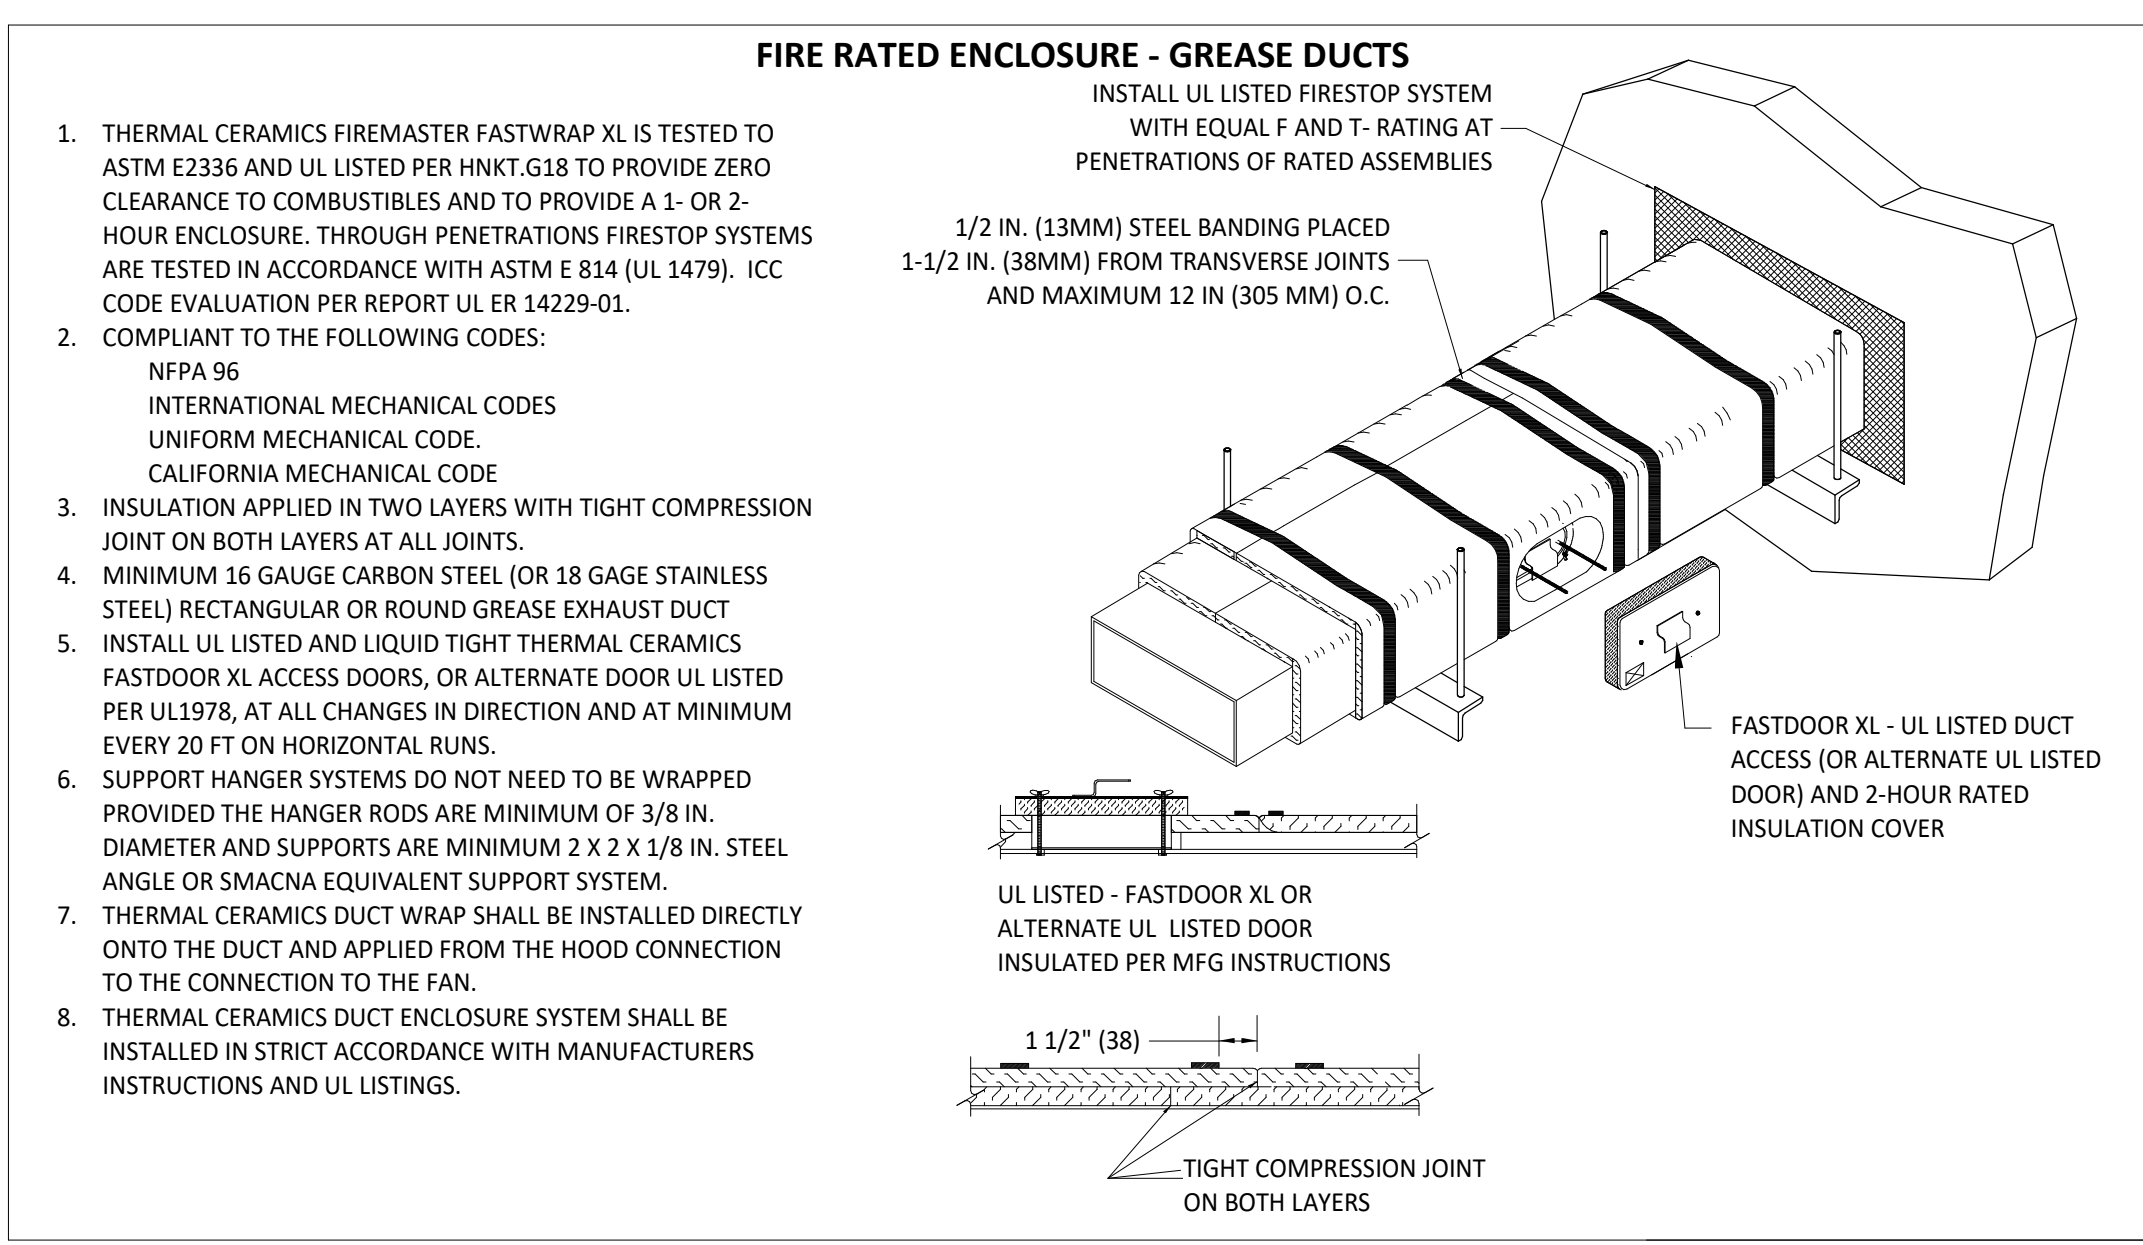 FIRE RATED ENCLOSURE - GREASE DUCTS
1. THERMAL CERAMICS FIREMASTER FASTWRAP XL IS TESTED TO
ASTM E2336 AND UL LISTED PER HNKT.G18 TO PROVIDE ZERO
CLEARANCE TO COMBUSTIBLES AND TO PROVIDE A 1- OR 2-
HOUR ENCLOSURE. THROUGH PENETRATIONS FIRESTOP SYSTEMS
ARE TESTED IN ACCORDANCE WITH ASTM E 814 (UL 1479). ICC
CODE EVALUATION PER REPORT UL ER 14229-01.
2. COMPLIANT TO THE FOLLOWING CODES:
NFPA 96
INTERNATIONAL MECHANICAL CODES
UNIFORM MECHANICAL CODE.
CALIFORNIA MECHANICAL CODE
3. INSULATION APPLIED IN TWO LAYERS WITH TIGHT COMPRESSION
JOINT ON BOTH LAYERS AT ALL JOINTS.
4. MINIMUM 16 GAUGE CARBON STEEL (OR 18 GAGE STAINLESS
STEEL) RECTANGULAR OR ROUND GREASE EXHAUST DUCT
5. INSTALL UL LISTED AND LIQUID TIGHT THERMAL CERAMICS
FASTDOOR XL ACCESS DOORS, OR ALTERNATE DOOR UL LISTED
PER UL1978, AT ALL CHANGES IN DIRECTION AND AT MINIMUM
EVERY 20 FT ON HORIZONTAL RUNS.
6. SUPPORT HANGER SYSTEMS DO NOT NEED TO BE WRAPPED
PROVIDED THE HANGER RODS ARE MINIMUM OF 3/8 IN.
DIAMETER AND SUPPORTS ARE MINIMUM 2 X 2 X 1/8 IN. STEEL
ANGLE OR SMACNA EQUIVALENT SUPPORT SYSTEM.
7. THERMAL CERAMICS DUCT WRAP SHALL BE INSTALLED DIRECTLY
ONTO THE DUCT AND APPLIED FROM THE HOOD CONNECTION
TO THE CONNECTION TO THE FAN.
8. THERMAL CERAMICS DUCT ENCLOSURE SYSTEM SHALL BE
INSTALLED IN STRICT ACCORDANCE WITH MANUFACTURERS
INSTRUCTIONS AND UL LISTINGS.
INSTALL UL LISTED FIRESTOP SYSTEM
WITH EQUAL F AND T- RATING AT
PENETRATIONS OF RATED ASSEMBLIES
1/2 IN. (13MM) STEEL BANDING PLACED
1-1/2 IN. (38MM) FROM TRANSVERSE JOINTS
AND MAXIMUM 12 IN (305 MM) O.C.
FASTDOOR XL - UL LISTED DUCT
ACCESS (OR ALTERNATE UL LISTED
DOOR) AND 2-HOUR RATED
INSULATION COVER
UL LISTED - FASTDOOR XL OR
ALTERNATE UL LISTED DOOR
INSULATED PER MFG INSTRUCTIONS
1 1/2" (38)
TIGHT COMPRESSION JOINT
ON BOTH LAYERS